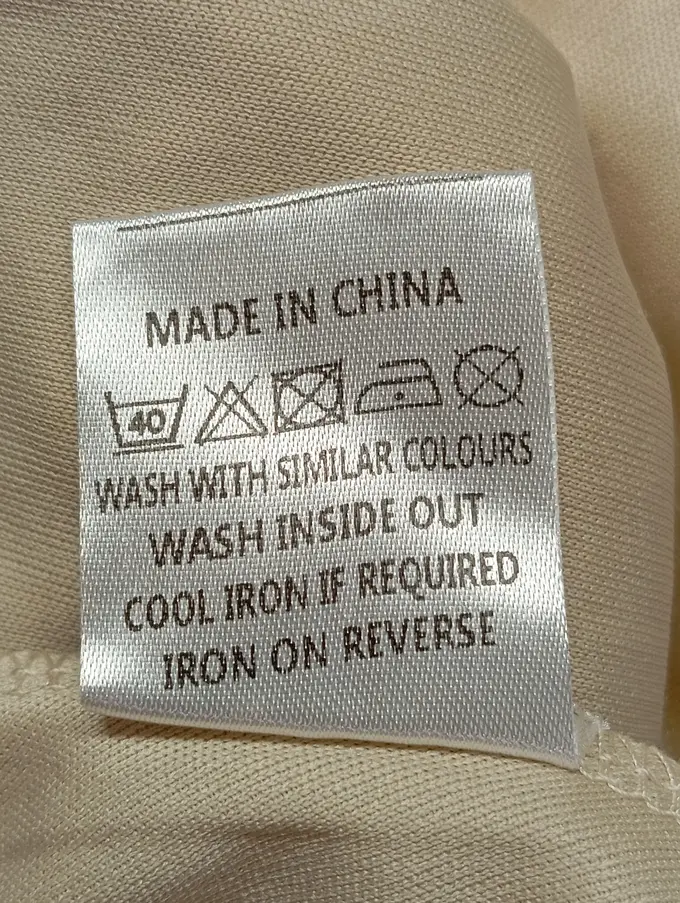 MADE IN CHINA
40
WASH WITH SIMILAR COLOURS
WASH INSIDE OUT
COOL IRON IF REQUIRED
IRON ON REVERSE